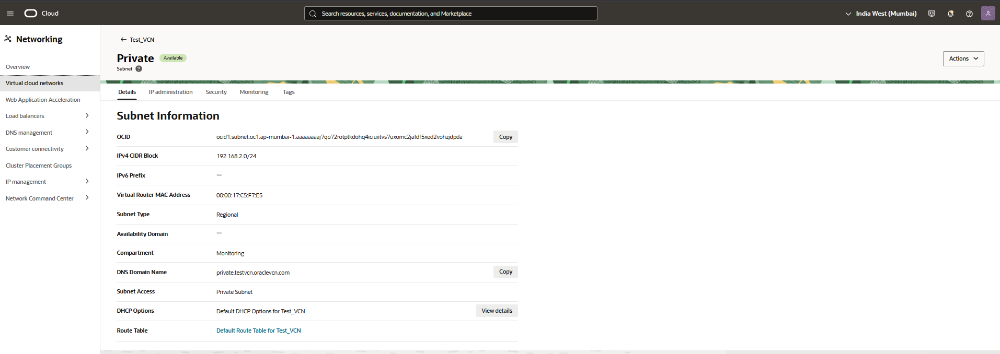 Cloud
Search resources, services, documentation, and Marketplace
India West (Mumbai)
Networking
Overview
Virtual cloud networks
Web Application Acceleration
Load balancers
DNS management
Customer connectivity
Cluster Placement Groups
IP management
Network Command Center
← Test_VCN
Private Available
Subnet ?
Actions
Details IP administration Security Monitoring Tags
Subnet Information
OCID ocid1.subnet.oc1.ap-mumbai-1.aaaaaaaaj7qo72rotptkdohq4iciuiitvs7uxomc2jafdf5xed2vohzjdpda Copy
IPv4 CIDR Block 192.168.2.0/24
IPv6 Prefix —
Virtual Router MAC Address 00:00:17:C5:F7:E5
Subnet Type Regional
Availability Domain —
Compartment Monitoring
DNS Domain Name private.testvcn.oraclevcn.com Copy
Subnet Access Private Subnet
DHCP Options Default DHCP Options for Test_VCN View details
Route Table Default Route Table for Test_VCN